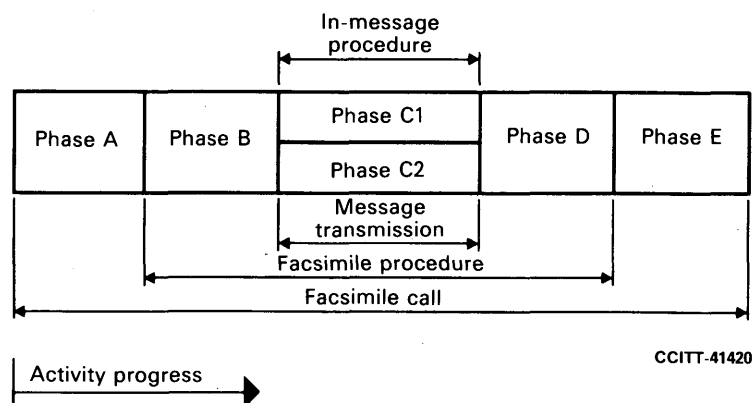 In-message
procedure
Phase A
Phase B
Phase C1
Phase C2
Phase D
Phase E
Message
transmission
Facsimile procedure
Facsimile call
CCITT-41420
Activity progress